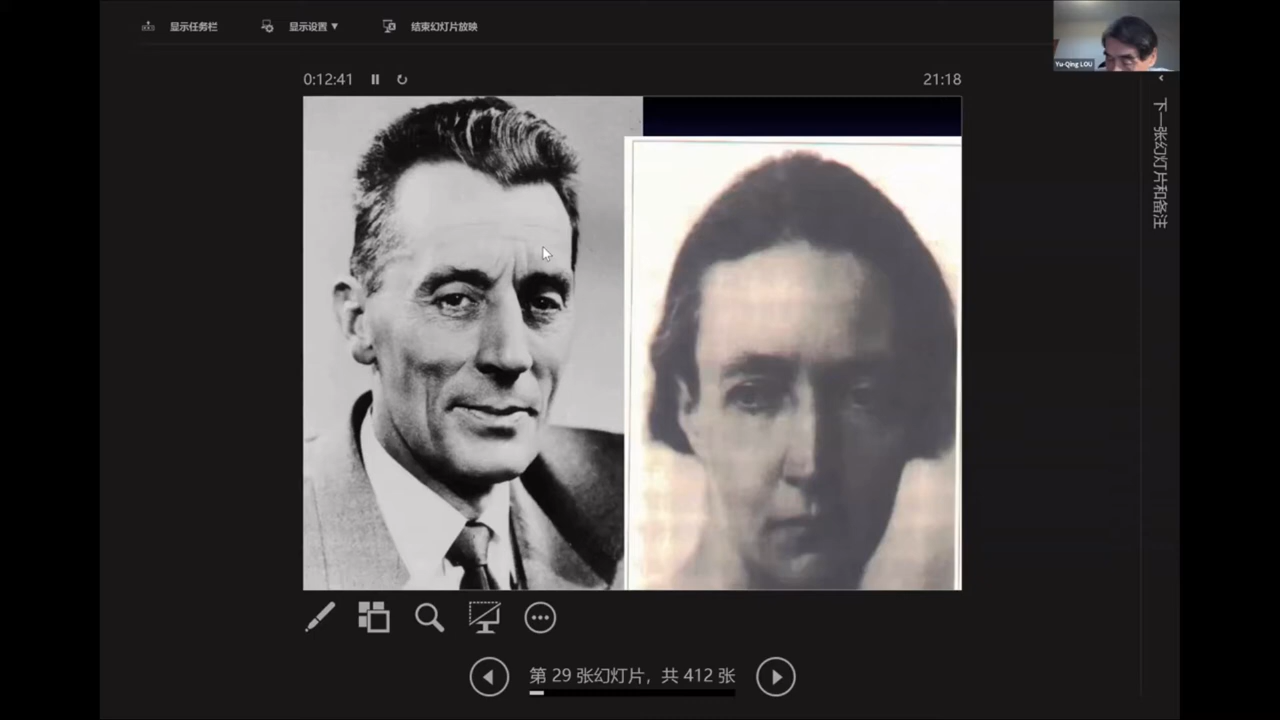 显示任务栏
显示设置 ▼
结束幻灯片放映
Yu-Qing LOU
0:12:41
21:18
下一张幻灯片和备注
第 29 张幻灯片，共 412 张